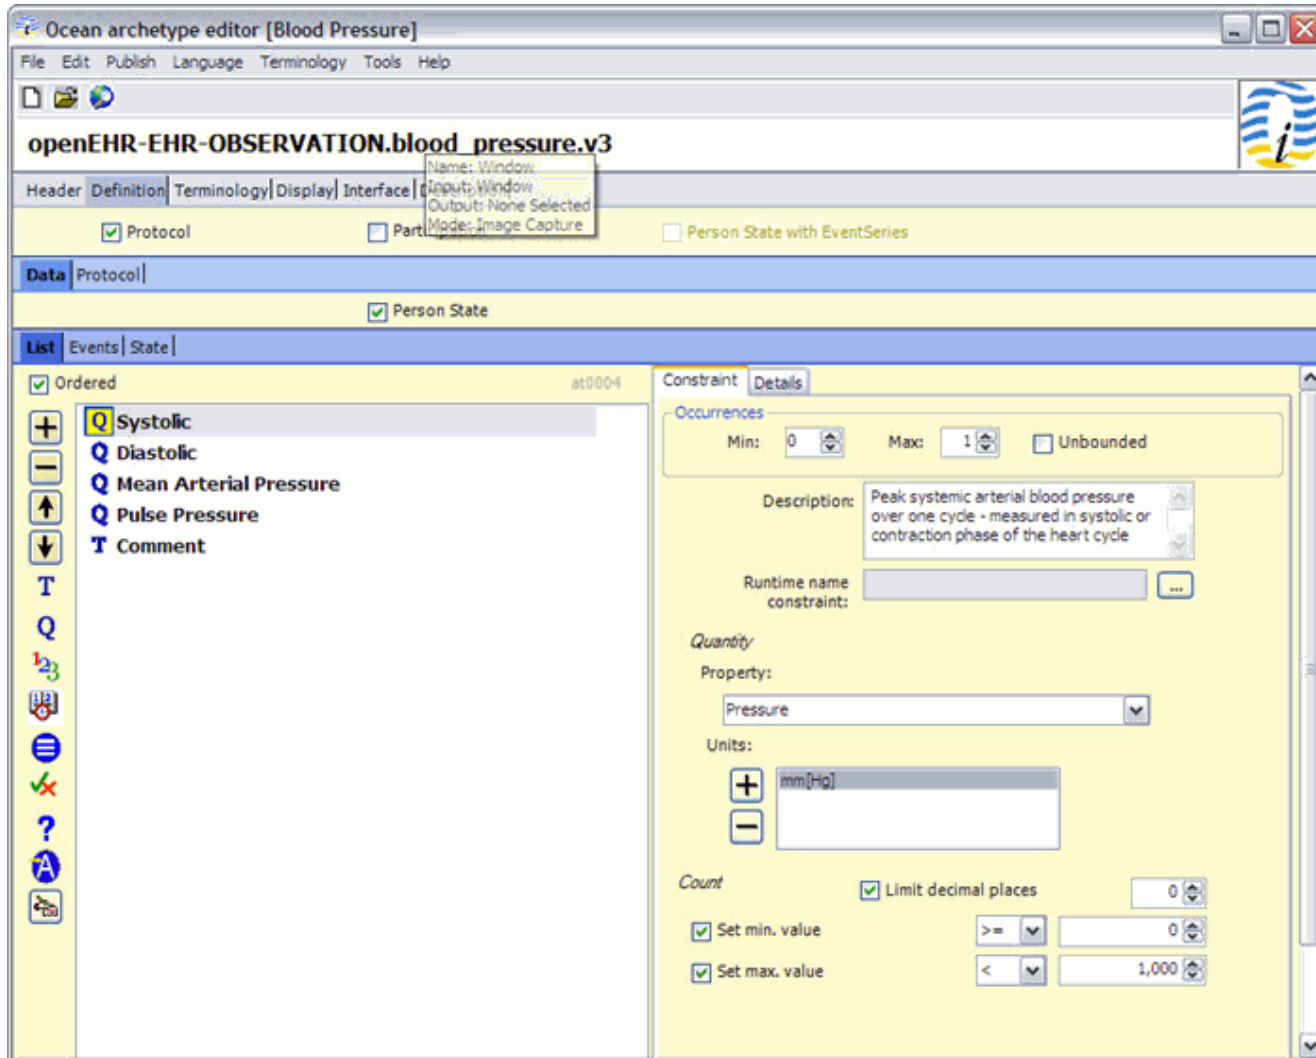 Ocean archetype editor [Blood Pressure]
File Edit Publish Language Terminology Tools Help
openEHR-EHR-OBSERVATION.blood_pressure.v3
Name: Window
Input: Window
Output: None Selected
Mode: Image Capture
Header Definition Terminology Display Interface
Protocol Person State with EventSeries
Data Protocol
Person State
List Events State
Ordered at0004
Q Systolic
Q Diastolic
Q Mean Arterial Pressure
Q Pulse Pressure
T Comment
T
Q
123
?
A
Constraint Details
Occurrences
Min: 0 Max: 1 Unbounded
Description: Peak systemic arterial blood pressure
over one cycle - measured in systolic or
contraction phase of the heart cycle
Runtime name
constraint: ...
Quantity
Property:
Pressure
Units:
mm[Hg]
Count Limit decimal places 0
Set min. value >= 0
Set max. value < 1,000